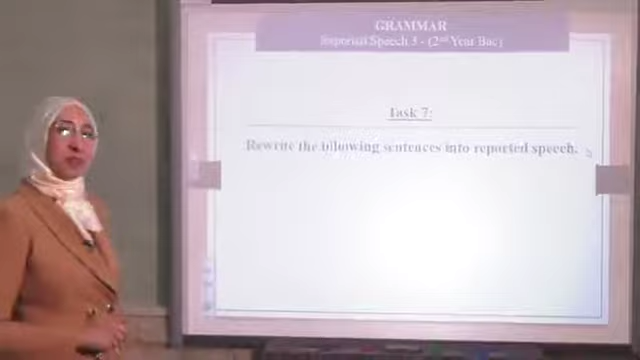 GRAMMAR
Reported Speech 3 - (2nd Year Bac)
Task 7:
Rewrite the following sentences into reported speech.